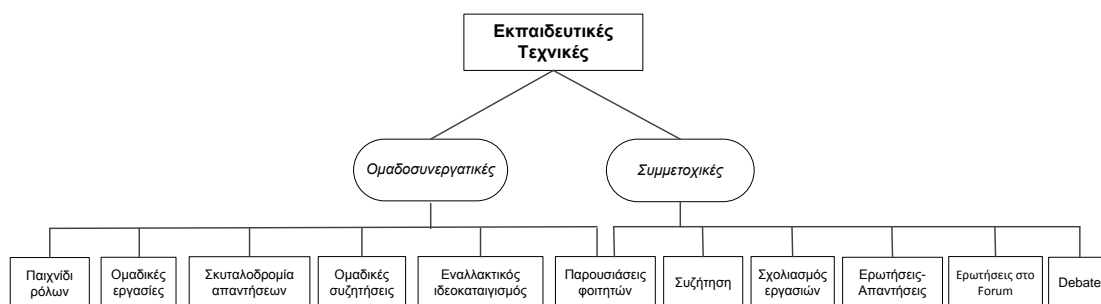 Εκπαιδευτικές
Τεχνικές
Ομαδοσυνεργατικές
Συμμετοχικές
Παιχνίδι
ρόλων
Ομαδικές
εργασίες
Σκυταλοδρομία
απαντήσεων
Ομαδικές
συζητήσεις
Εναλλακτικός
ιδεοκαταιγισμός
Παρουσιάσεις
φοιτητών
Συζήτηση
Σχολιασμός
εργασιών
Ερωτήσεις-
Απαντήσεις
Ερωτήσεις στο
Forum
Debate